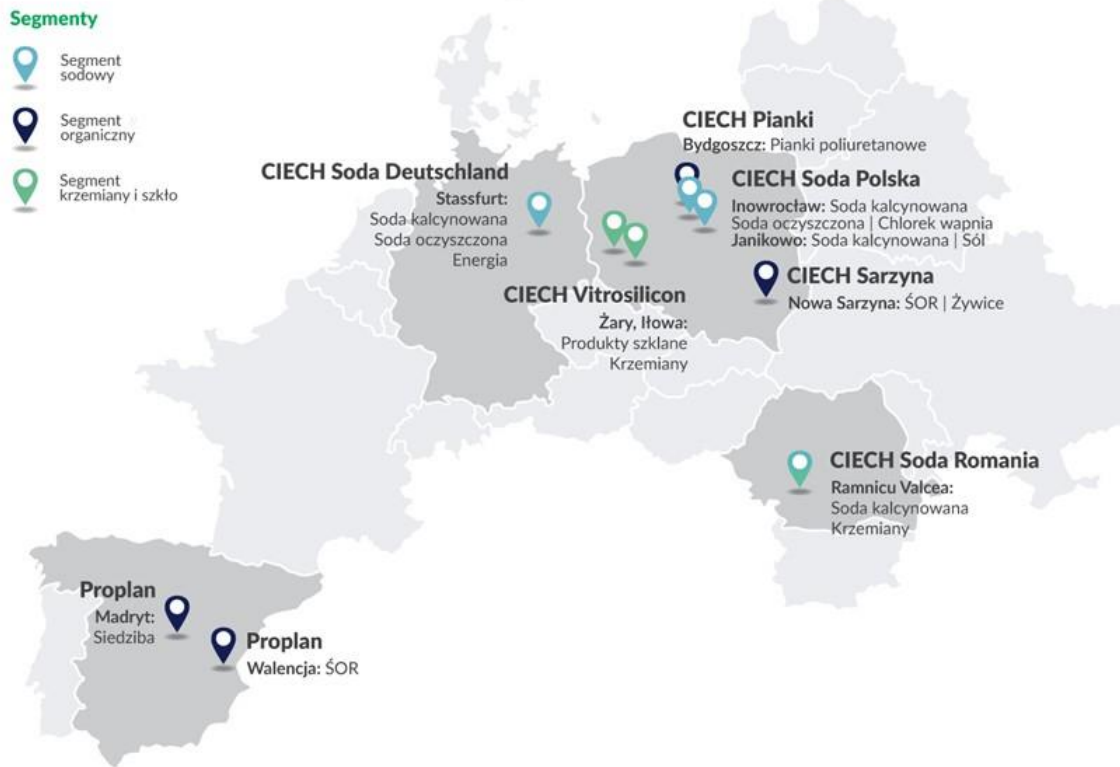 Segmenty
Segment
sodowy
Segment
organiczny
Segment
krzemiany i szkło
CIECH Pianki
Bydgoszcz: Pianki poliuretanowe
CIECH Soda Deutschland
Stassfurt:
Soda kalcynowana
Soda oczyszczona
Energia
CIECH Soda Polska
Inowrocław: Soda kalcynowana
Soda oczyszczona | Chlorek wapnia
Janikowo: Soda kalcynowana | Sól
CIECH Sarzyna
Nowa Sarzyna: ŚOR | Żywice
CIECH Vitrosilicon
Żary, Iłowa:
Produkty szklane
Krzemiany
CIECH Soda Romania
Ramnicu Valcea:
Soda kalcynowana
Krzemiany
Proplan
Madryt:
Siedziba
Proplan
Walencja: ŚOR